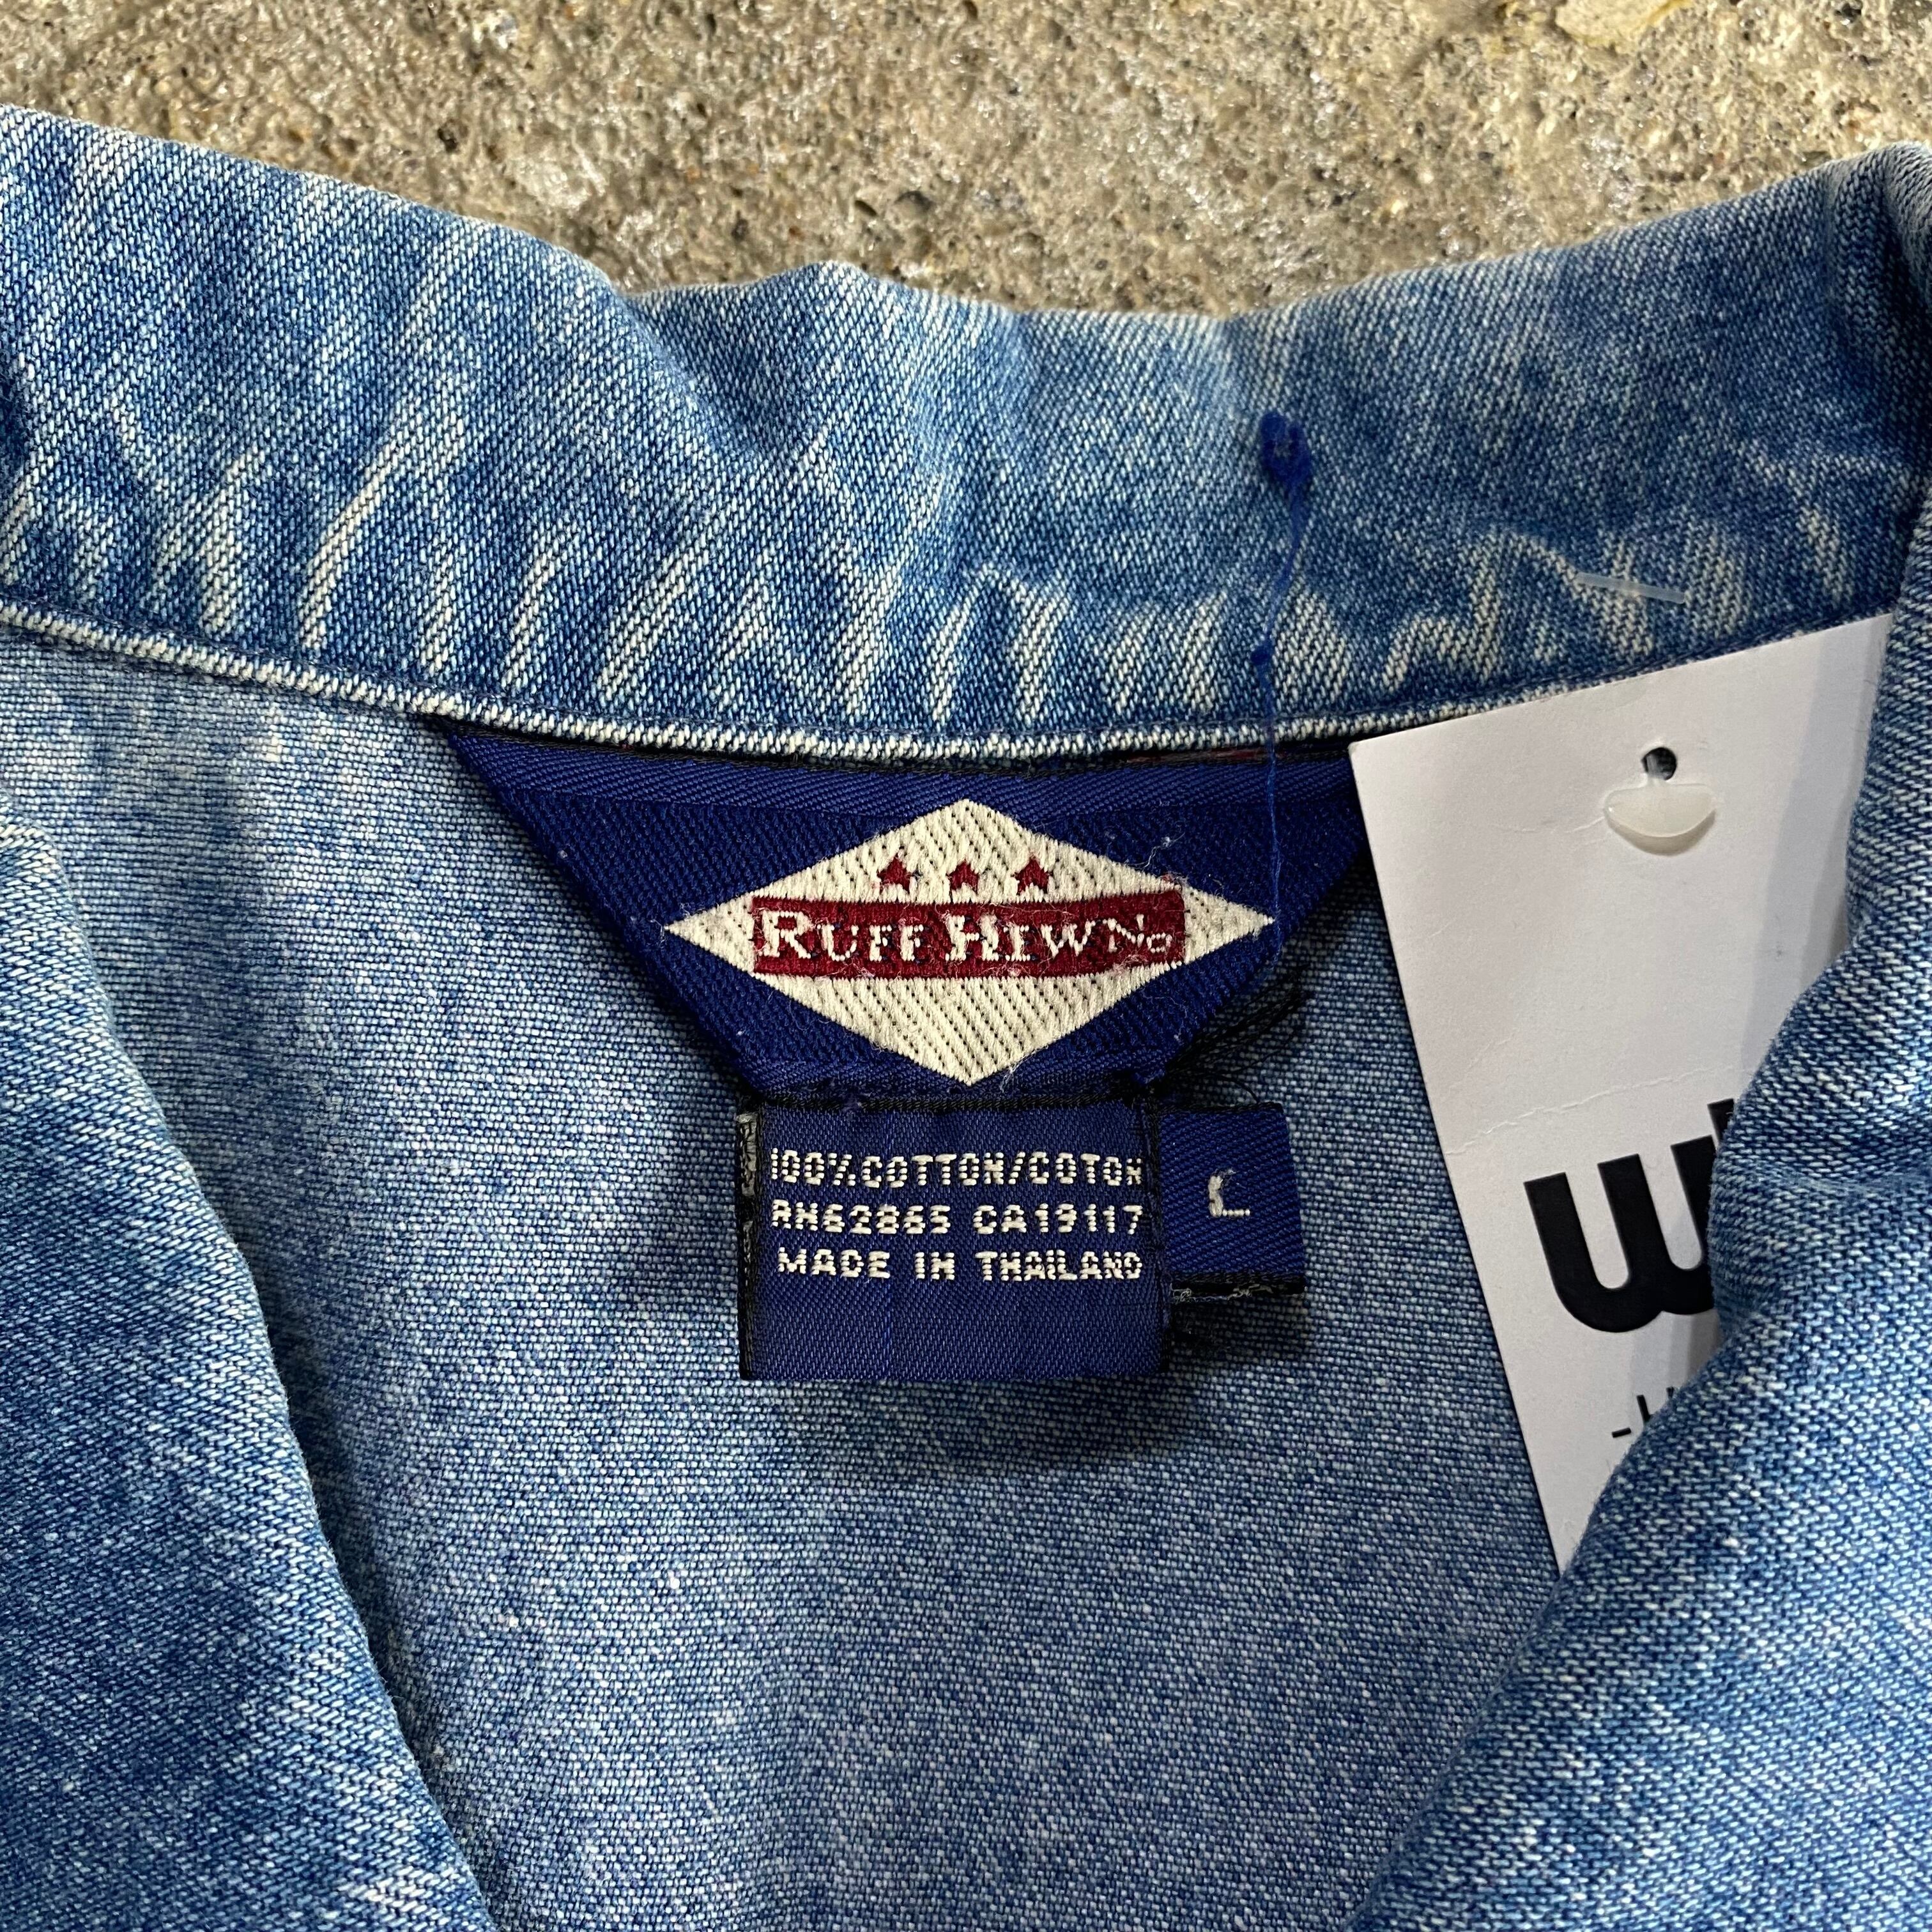 RUFF HEWN
100% COTTON/COTON
RN62865 CA19117
MADE IN THAILAND
L